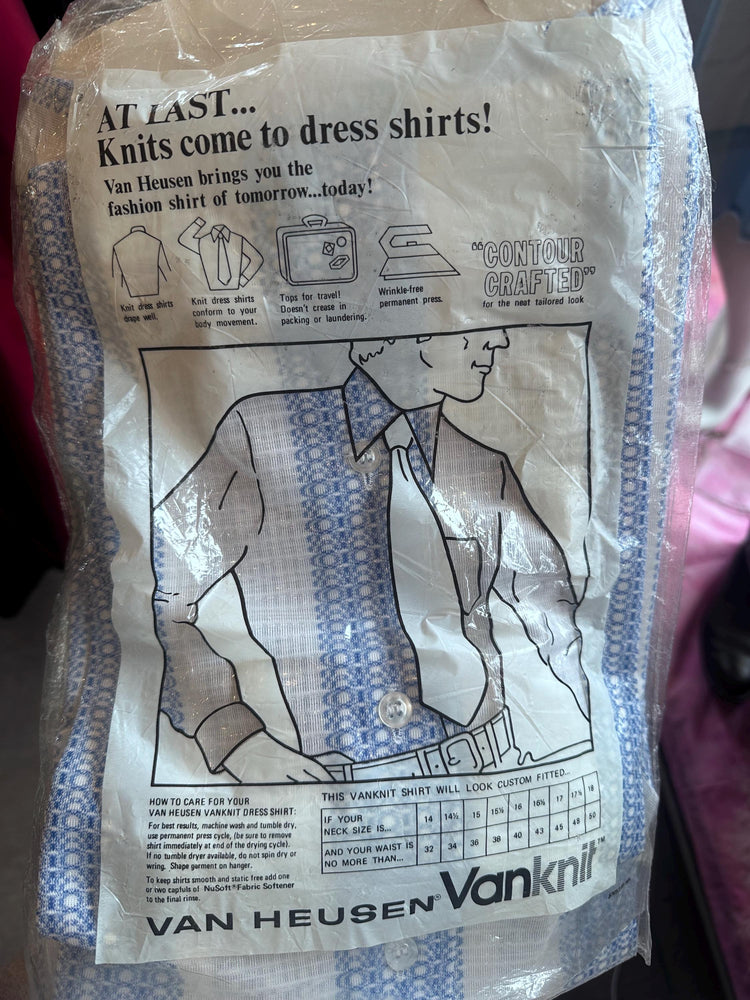 AT LAST...
Knits come to dress shirts!
Van Heusen brings you the
fashion shirt of tomorrow...today!
Knit dress shirts
drape well.
Knit dress shirts
conform to your
body movement.
Tops for travel!
Doesn't crease in
packing or laundering.
Wrinkle-free
permanent press.
"CONTOUR
CRAFTED"
for the neat tailored look
HOW TO CARE FOR YOUR
VAN HEUSEN VANKNIT DRESS SHIRT:
For best results, machine wash and tumble dry,
use permanent press cycle, (be sure to remove
shirt immediately at end of the drying cycle).
If no tumble dryer available, do not spin dry or
wring. Shape garment on hanger.
To keep shirts smooth and static free add one
or two capfuls of NuSoft® Fabric Softener
to the final rinse.
THIS VANKNIT SHIRT WILL LOOK CUSTOM FITTED...
IF YOUR NECK SIZE IS... 14 14½ 15 15½ 16 16½ 17 17½ 18
AND YOUR WAIST IS NO MORE THAN... 32 34 36 38 40 43 45 48 50
VAN HEUSEN® Vanknit™